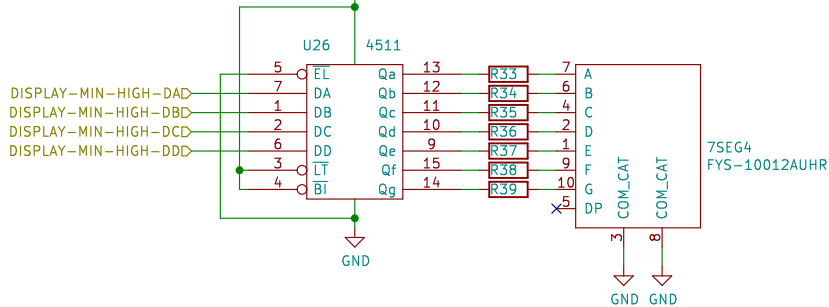 U26 4511
5 EL Qa 13 R33 7 A
DISPLAY-MIN-HIGH-DA 7 DA Qb 12 R34 6 B
DISPLAY-MIN-HIGH-DB 1 DB Qc 11 R35 4 C
DISPLAY-MIN-HIGH-DC 2 DC Qd 10 R36 2 D
DISPLAY-MIN-HIGH-DD 6 DD Qe 9 R37 1 E
3 LT Qf 15 R38 9 F
4 BI Qg 14 R39 10 G
5 DP
COM_CAT
COM_CAT
7SEG4
FYS-10012AUHR
3 8
GND
GND GND